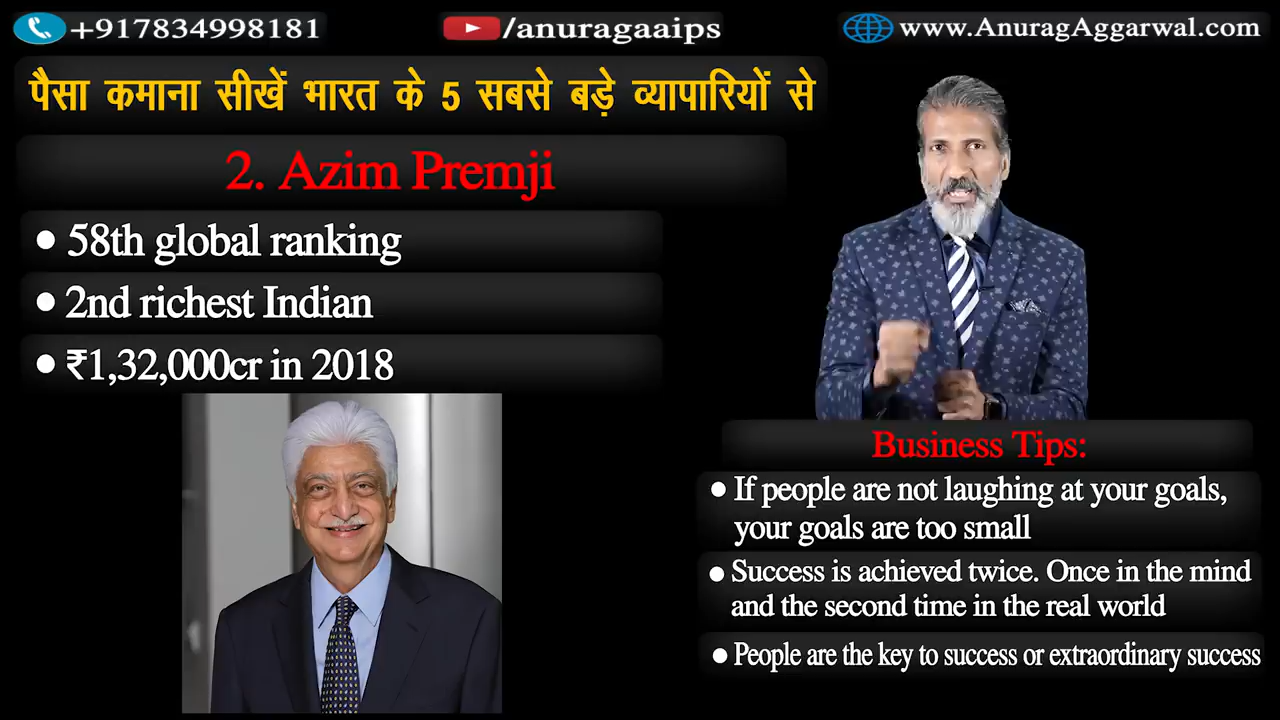 +917834998181
/anuragaaips
www.AnuragAggarwal.com
पैसा कमाना सीखें भारत के 5 सबसे बड़े व्यापारियों से
2. Azim Premji
• 58th global ranking
• 2nd richest Indian
• ₹1,32,000cr in 2018
Business Tips:
• If people are not laughing at your goals,
your goals are too small
• Success is achieved twice. Once in the mind
and the second time in the real world
• People are the key to success or extraordinary success